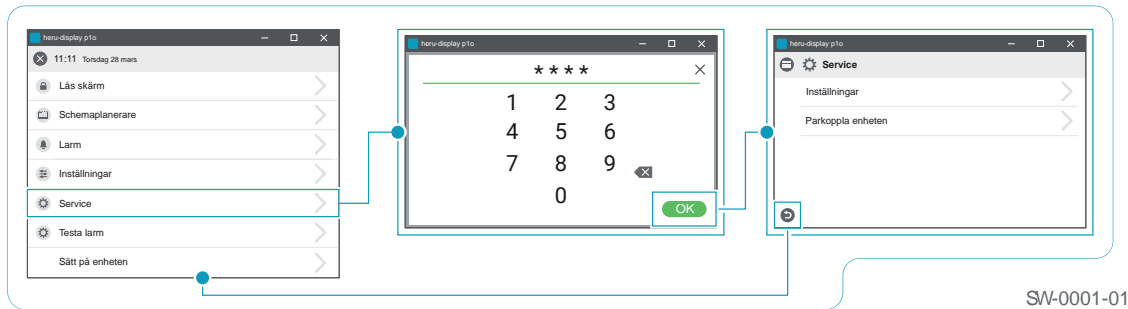 heru-display p1o
11:11 Torsdag 28 mars
Lås skärm
Schemaplanerare
Larm
Inställningar
Service
Testa larm
Sätt på enheten
heru-display p1o
****
1 2 3
4 5 6
7 8 9
0
OK
heru-display p1o
Service
Inställningar
Parkoppla enheten
SW-0001-01